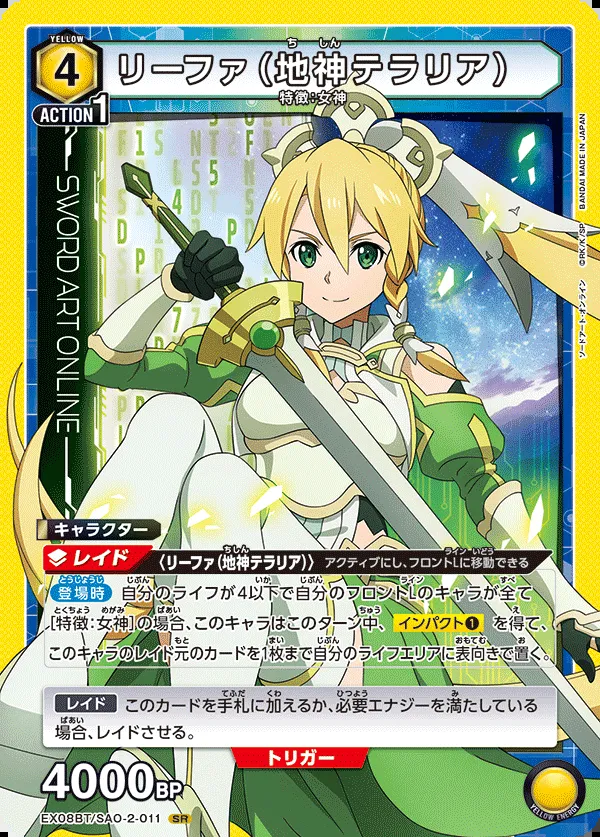 YELLOW
4
リーファ(地神テラリア)
ちしん
特徴:女神
ACTION1
SWORD ART ONLINE
©RK/K/SP BANDAI MADE IN JAPAN
ソードアート・オンライン
キャラクター
レイド 〈リーファ(地神テラリア)〉 アクティブにし、フロントLに移動できる
登場時 自分のライフが4以下で自分のフロントLのキャラが全て
[特徴:女神]の場合、このキャラはこのターン中、 インパクト❶ を得て、
このキャラのレイド元のカードを1枚まで自分のライフエリアに表向きで置く。
レイド このカードを手札に加えるか、必要エナジーを満たしている
場合、レイドさせる。
トリガー
4000BP
EX08BT/SAO-2-011 SR
YELLOW ENERGY